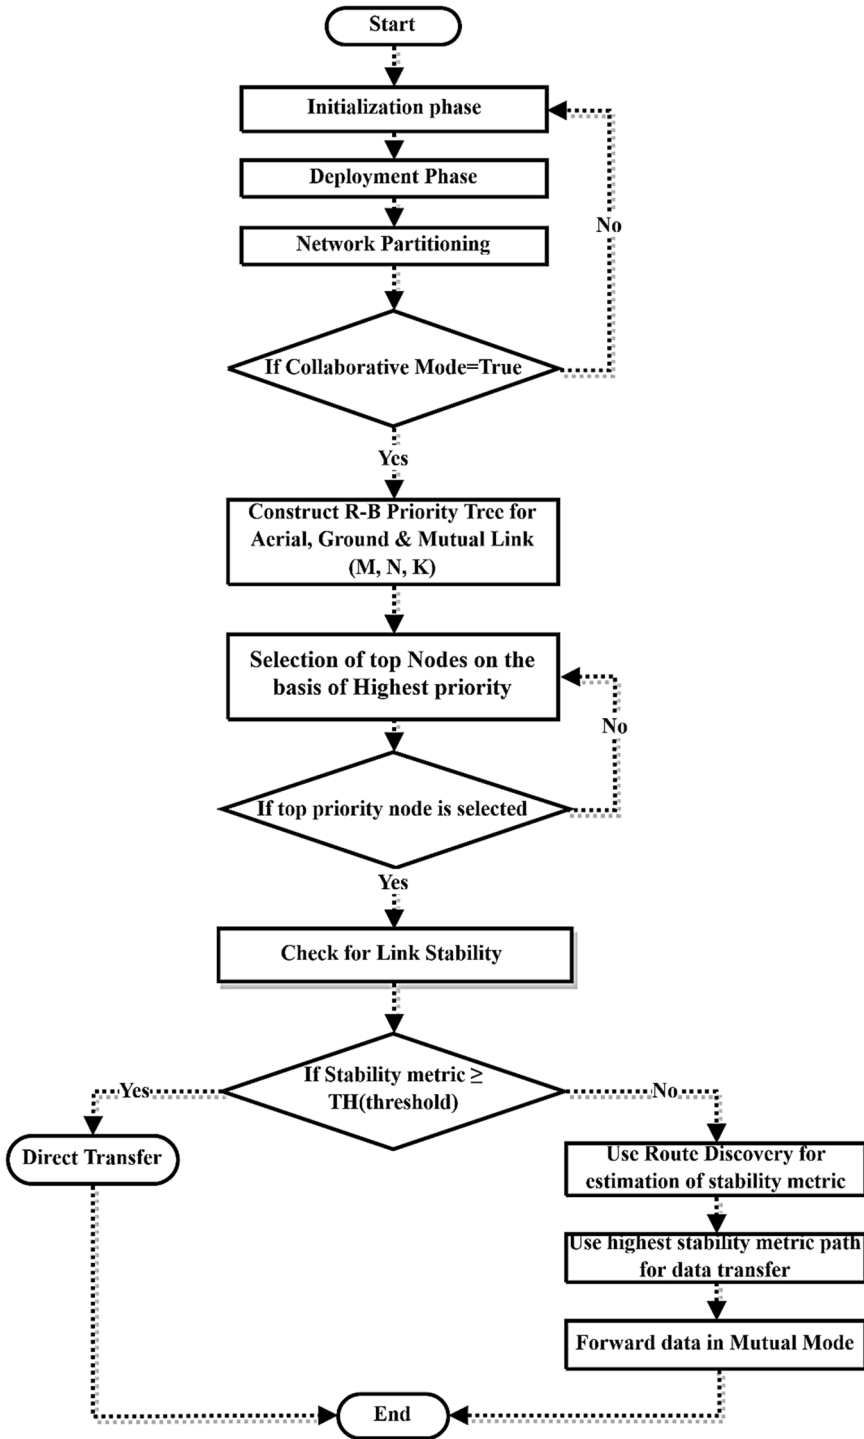 Start
Initialization phase
Deployment Phase
No
Network Partitioning
If Collaborative Mode=True
Yes
Construct R-B Priority Tree for
Aerial, Ground & Mutual Link
(M, N, K)
Selection of top Nodes on the
basis of Highest priority
No
If top priority node is selected
Yes
Check for Link Stability
If Stability metric ≥
TH(threshold)
Yes
No
Direct Transfer
Use Route Discovery for
estimation of stability metric
Use highest stability metric path
for data transfer
Forward data in Mutual Mode
End